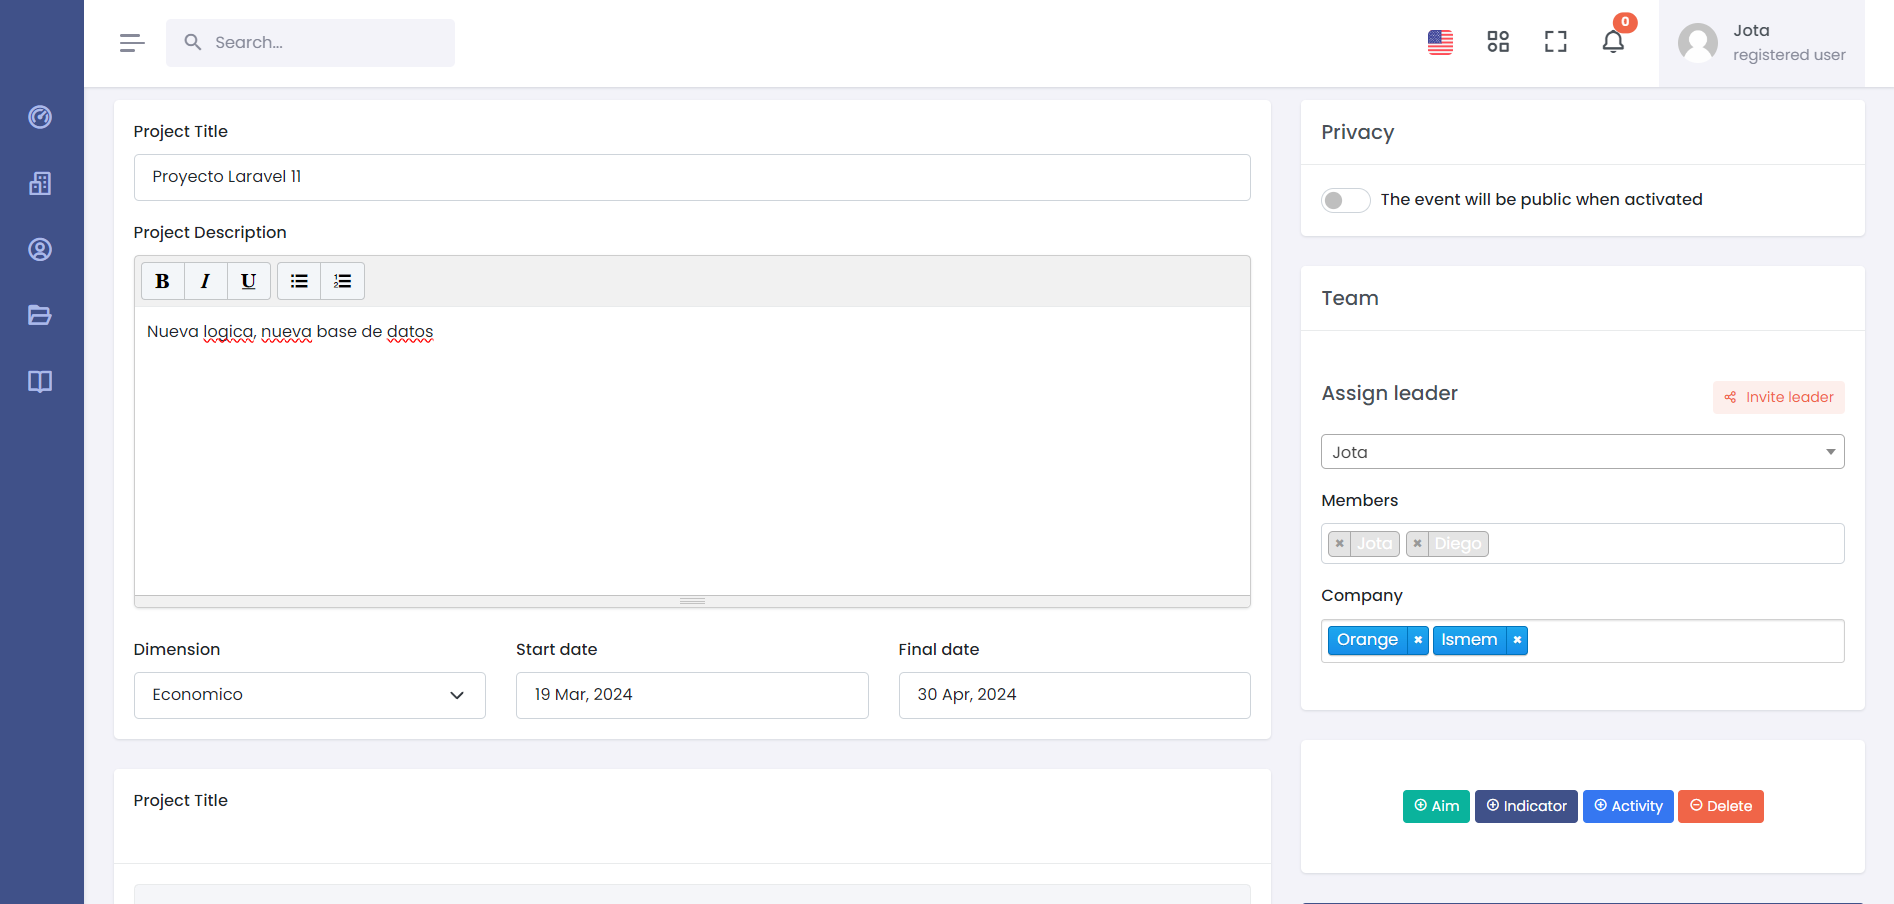 Search...
0
Jota
registered user
Project Title
Proyecto Laravel 11
Project Description
B I U
Nueva logica, nueva base de datos
Dimension
Economico
Start date
19 Mar, 2024
Final date
30 Apr, 2024
Project Title
Privacy
The event will be public when activated
Team
Assign leader
Invite leader
Jota
Members
× Jota × Diego
Company
Orange × Ismem ×
Aim Indicator Activity Delete